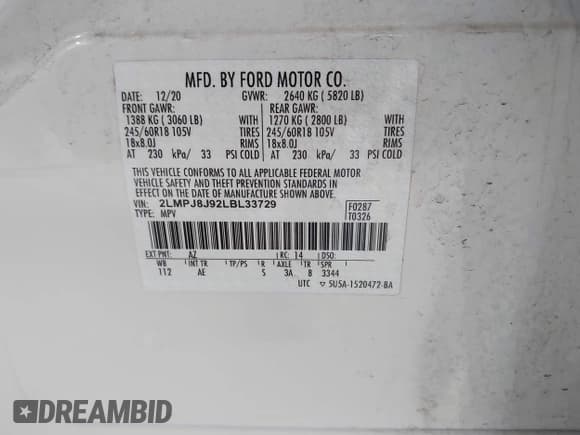 MFD. BY FORD MOTOR CO.
DATE: 12/20 GVWR: 2640 KG ( 5820 LB)
FRONT GAWR: REAR GAWR:
1388 KG ( 3060 LB) WITH 1270 KG ( 2800 LB) WITH
245/60R18 105V TIRES 245/60R18 105V TIRES
18x8.0J RIMS 18x8.0J RIMS
AT 230 kPa/ 33 PSI COLD AT 230 kPa/ 33 PSI COLD
THIS VEHICLE CONFORMS TO ALL APPLICABLE FEDERAL MOTOR
VEHICLE SAFETY AND THEFT PREVENTION STANDARDS IN
EFFECT ON THE DATE OF MANUFACTURE SHOWN ABOVE.
VIN: 2LMPJ8J92LBL33729 F0287
TYPE: MPV T0326
EXT PNT: AZ RC: 14 DSO:
WB INT TR TP/PS R AXLE TR SPR
112 AE S 3A 8 3344
UTC ▽ 5U5A-1520472-BA
DREAMBID